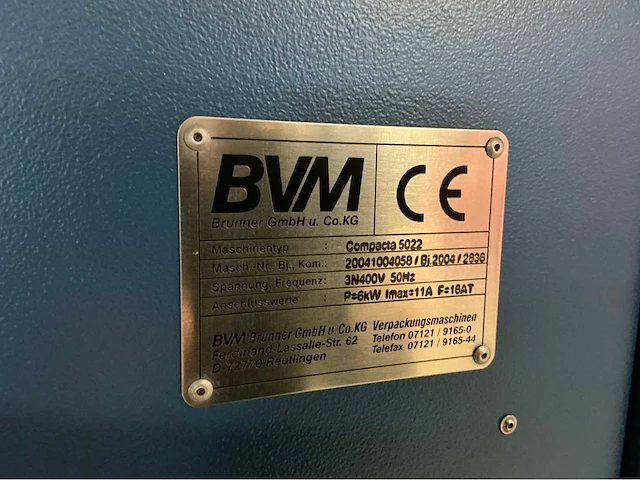 BVM
Brunner GmbH u. Co.KG
CE
Maschinentyp : Compacta 5022
Masch.-Nr., Bj., Kom.: 20041004058 / Bj 2004 / 2836
Spannung, Frequenz: 3N400V 50Hz
Anschlusswerte : P=6kW Imax=11A F=16AT
BVM Brunner GmbH u. Co.KG Verpackungsmaschinen
Ferdinand-Lassalle-Str. 62 Telefon 07121 / 9165-0
D-72770 Reutlingen Telefax 07121 / 9165-44